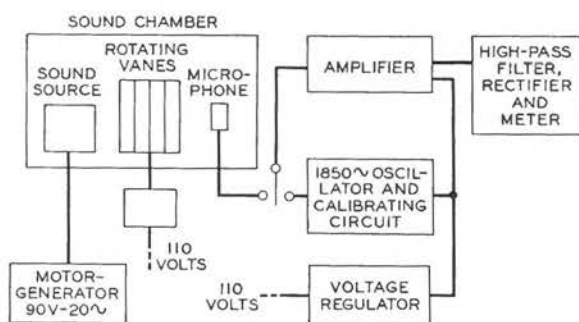 SOUND CHAMBER
ROTATING
VANES
SOUND
SOURCE
MICRO-
PHONE
AMPLIFIER
HIGH-PASS
FILTER,
RECTIFIER
AND
METER
1850~ OSCIL-
LATOR AND
CALIBRATING
CIRCUIT
110
VOLTS
MOTOR-
GENERATOR
90V-20~
110
VOLTS
VOLTAGE
REGULATOR